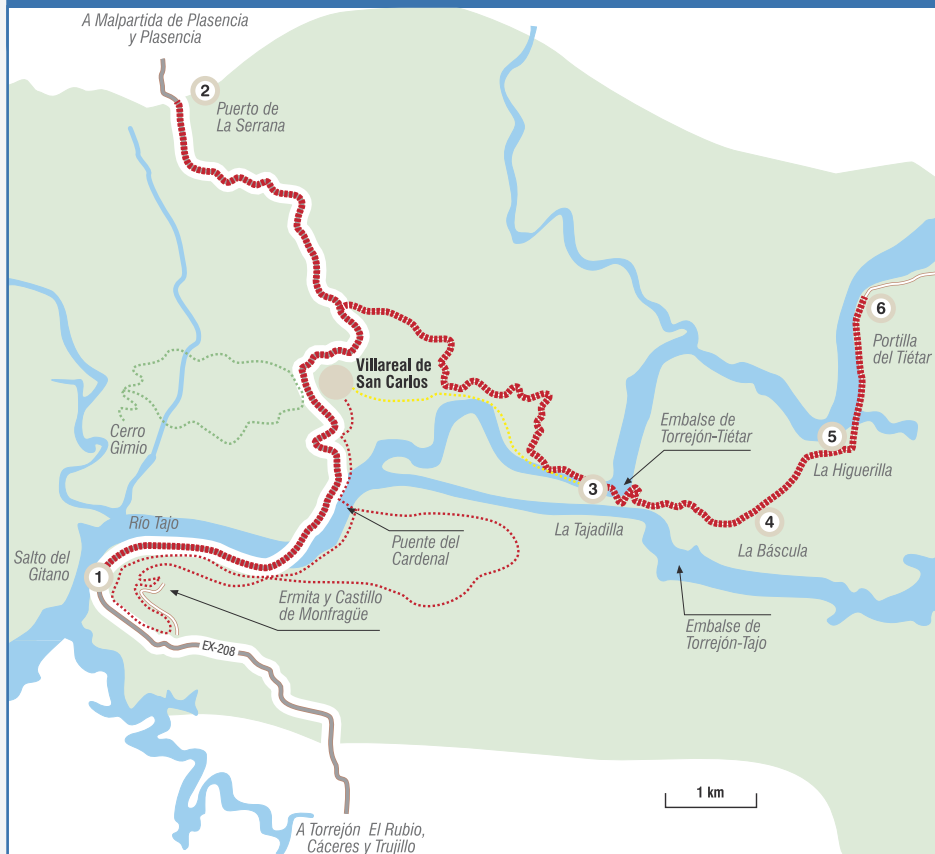 A Malpartida de Plasencia
y Plasencia
2
Puerto de
La Serrana
6
Portilla
del Tiétar
Villareal de
San Carlos
Cerro
Gimio
Embalse de
Torrejón-Tiétar
5
La Higuerilla
3
La Tajadilla
4
La Báscula
Río Tajo
Puente del
Cardenal
Salto del
Gitano
1
Ermita y Castillo
de Monfragüe
Embalse de
Torrejón-Tajo
EX-208
1 km
A Torrejón El Rubio,
Cáceres y Trujillo